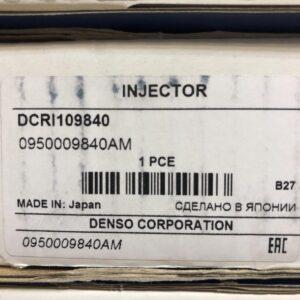 INJECTOR
DCRI109840
0950009840AM
1 PCE
B27
MADE IN: Japan СДЕЛАНО В ЯПОНИИ
DENSO CORPORATION
0950009840AM EAC